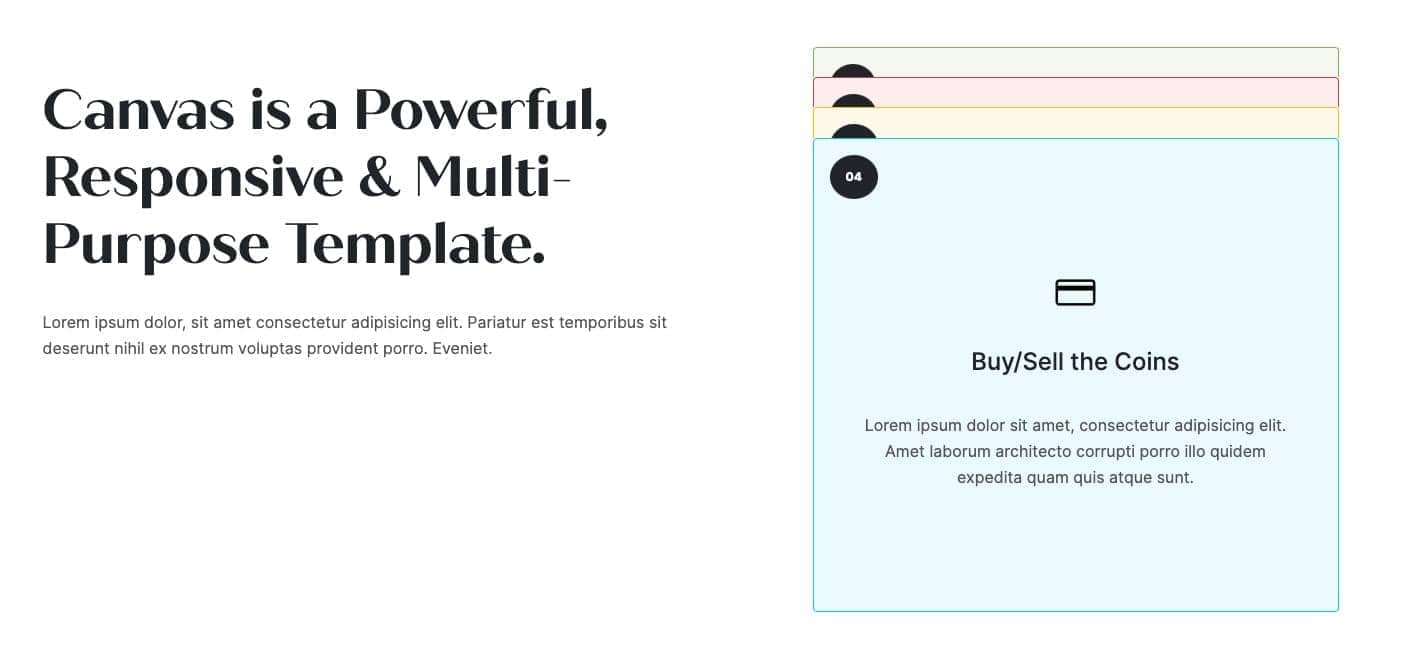 Canvas is a Powerful,
Responsive & Multi-
Purpose Template.
Lorem ipsum dolor, sit amet consectetur adipisicing elit. Pariatur est temporibus sit
deserunt nihil ex nostrum voluptas provident porro. Eveniet.
04
Buy/Sell the Coins
Lorem ipsum dolor sit amet, consectetur adipisicing elit.
Amet laborum architecto corrupti porro illo quidem
expedita quam quis atque sunt.